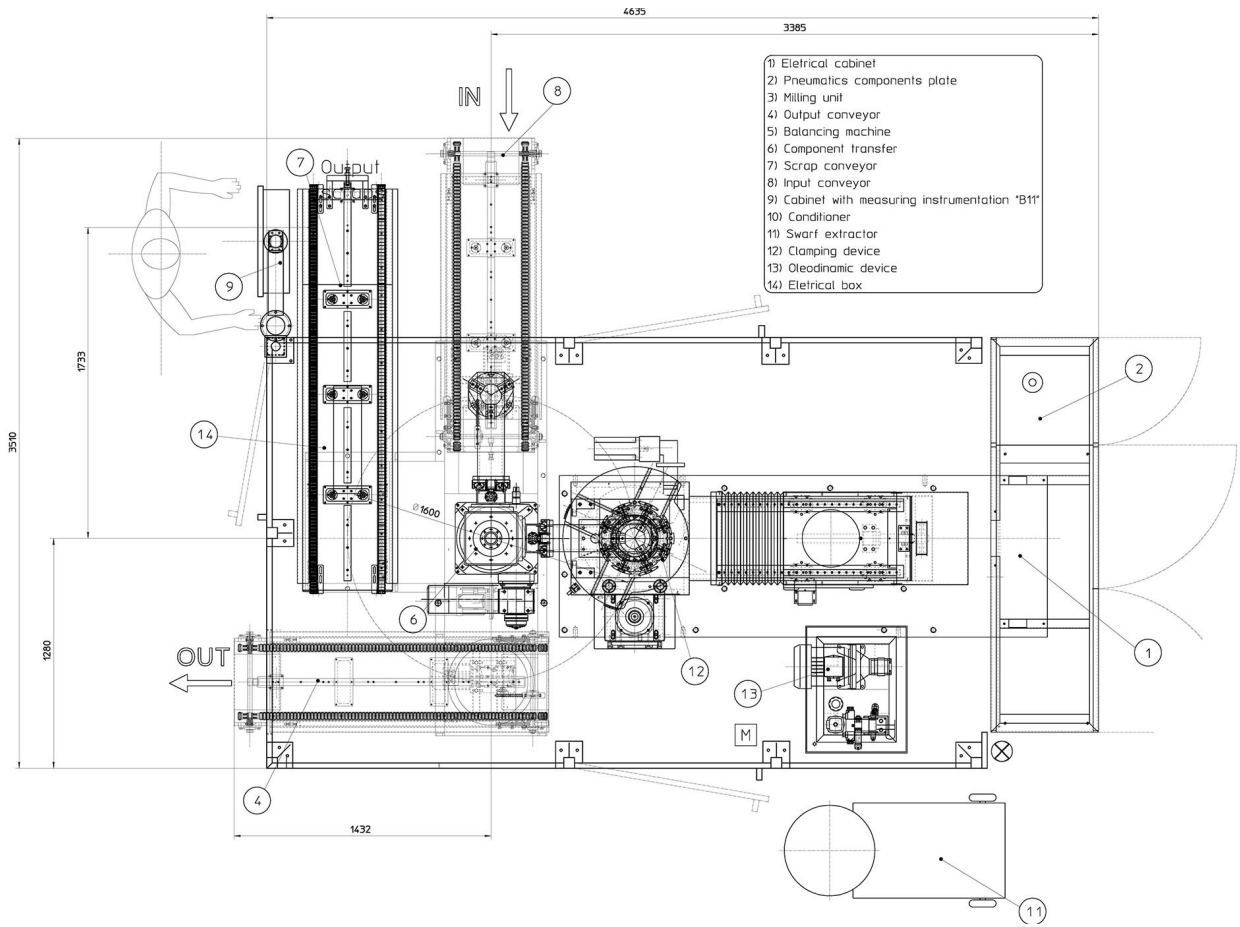 4635
3385
1) Eletrical cabinet
2) Pneumatics components plate
3) Milling unit
4) Output conveyor
5) Balancing machine
6) Component transfer
7) Scrap conveyor
8) Input conveyor
9) Cabinet with measuring instrumentation "B11"
10) Conditioner
11) Swarf extractor
12) Clamping device
13) Oleodinamic device
14) Eletrical box
IN
8
7
Output
9
1733
2
14
3510
Ø1600
6
1280
OUT
12
1
13
M
4
1432
11